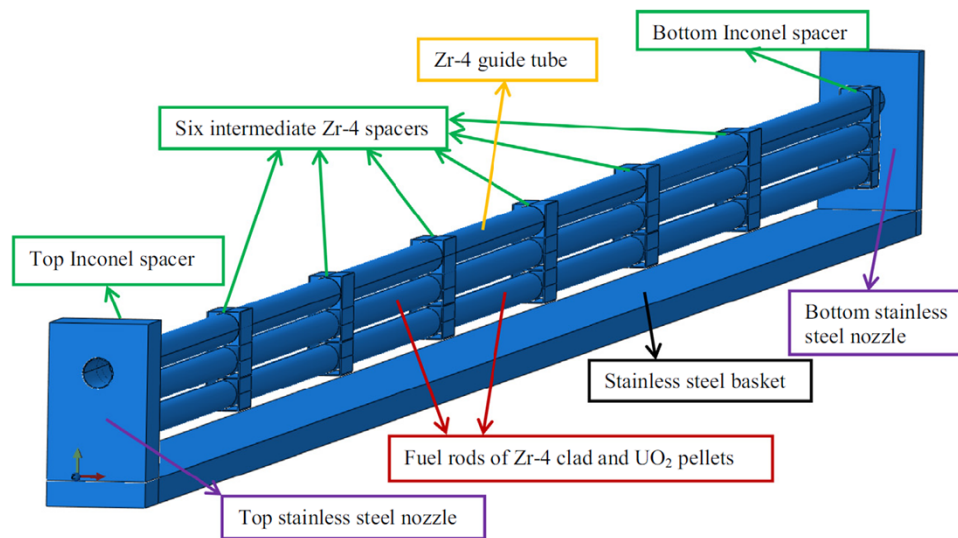 Bottom Inconel spacer
Zr-4 guide tube
Six intermediate Zr-4 spacers
Top Inconel spacer
Bottom stainless
steel nozzle
Stainless steel basket
Fuel rods of Zr-4 clad and UO₂ pellets
Top stainless steel nozzle